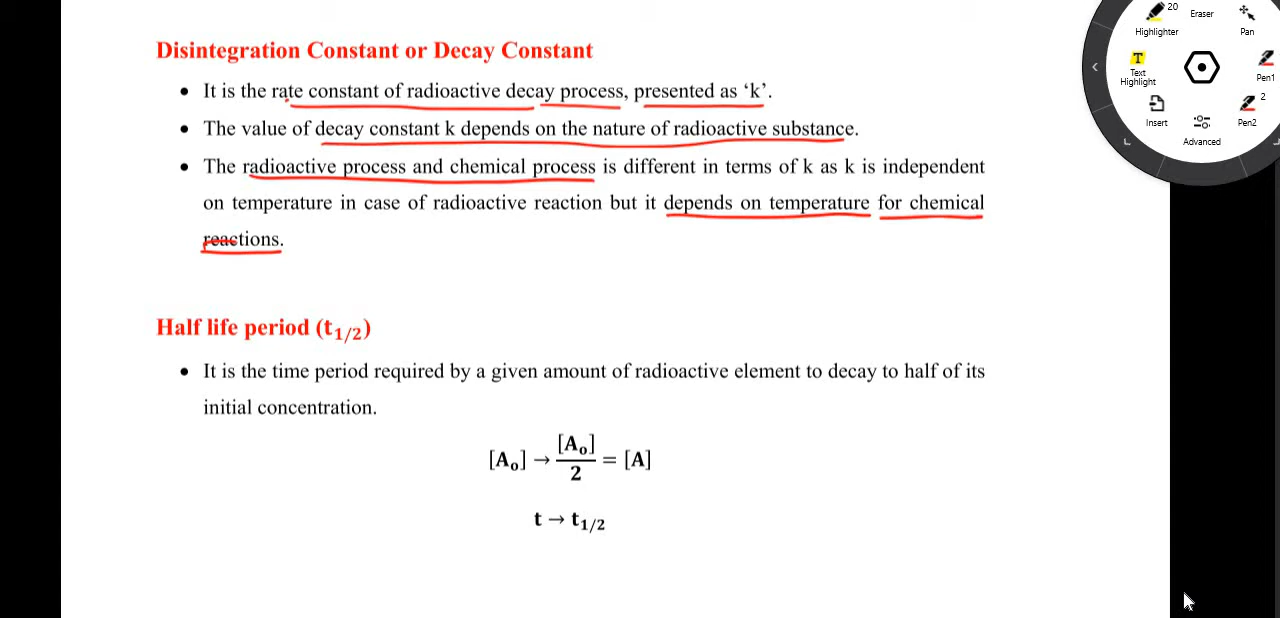 Disintegration Constant or Decay Constant
• It is the rate constant of radioactive decay process, presented as ‘k’.
• The value of decay constant k depends on the nature of radioactive substance.
• The radioactive process and chemical process is different in terms of k as k is independent
on temperature in case of radioactive reaction but it depends on temperature for chemical
reactions.
Half life period (t₁/₂)
• It is the time period required by a given amount of radioactive element to decay to half of its
initial concentration.
[Aₒ] → [Aₒ]/2 = [A]
t → t₁/₂
20
Highlighter
Eraser
Pan
T
Text
Highlight
Pen1
Insert
Advanced
2
Pen2